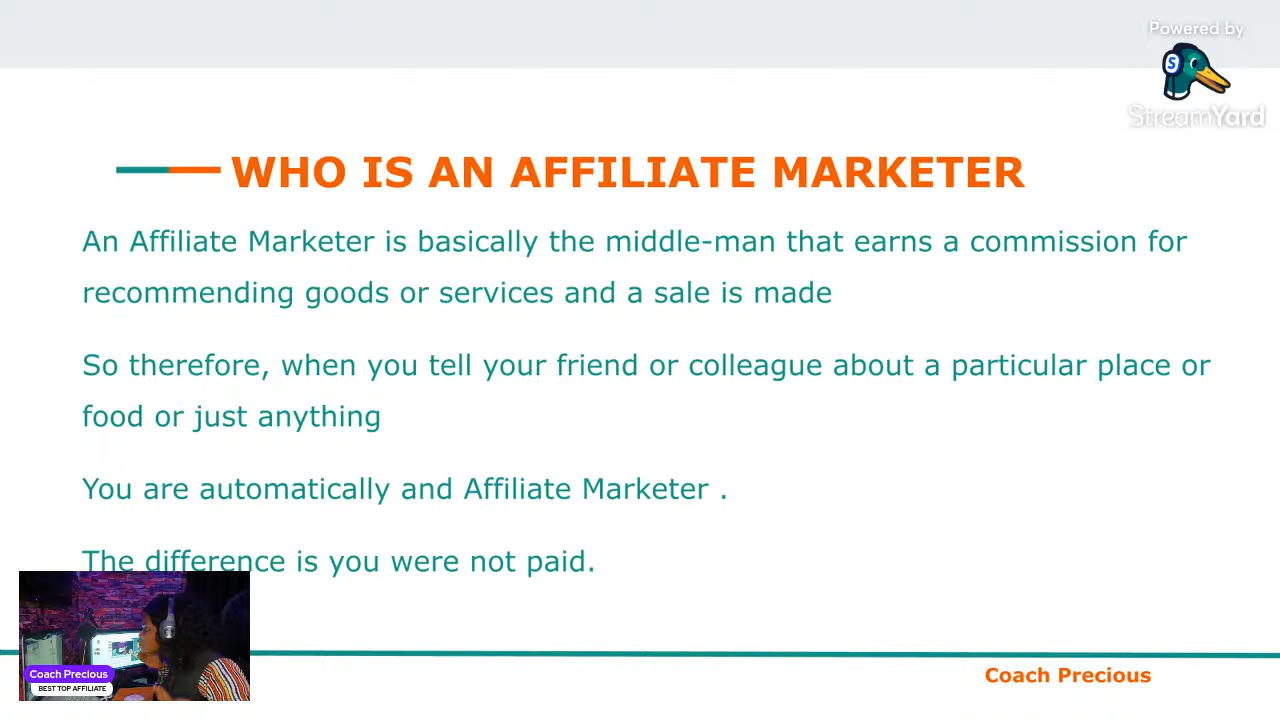 Powered by
S
StreamYard
WHO IS AN AFFILIATE MARKETER
An Affiliate Marketer is basically the middle-man that earns a commission for
recommending goods or services and a sale is made
So therefore, when you tell your friend or colleague about a particular place or
food or just anything
You are automatically and Affiliate Marketer .
The difference is you were not paid.
Coach Precious
BEST TOP AFFILIATE
Coach Precious